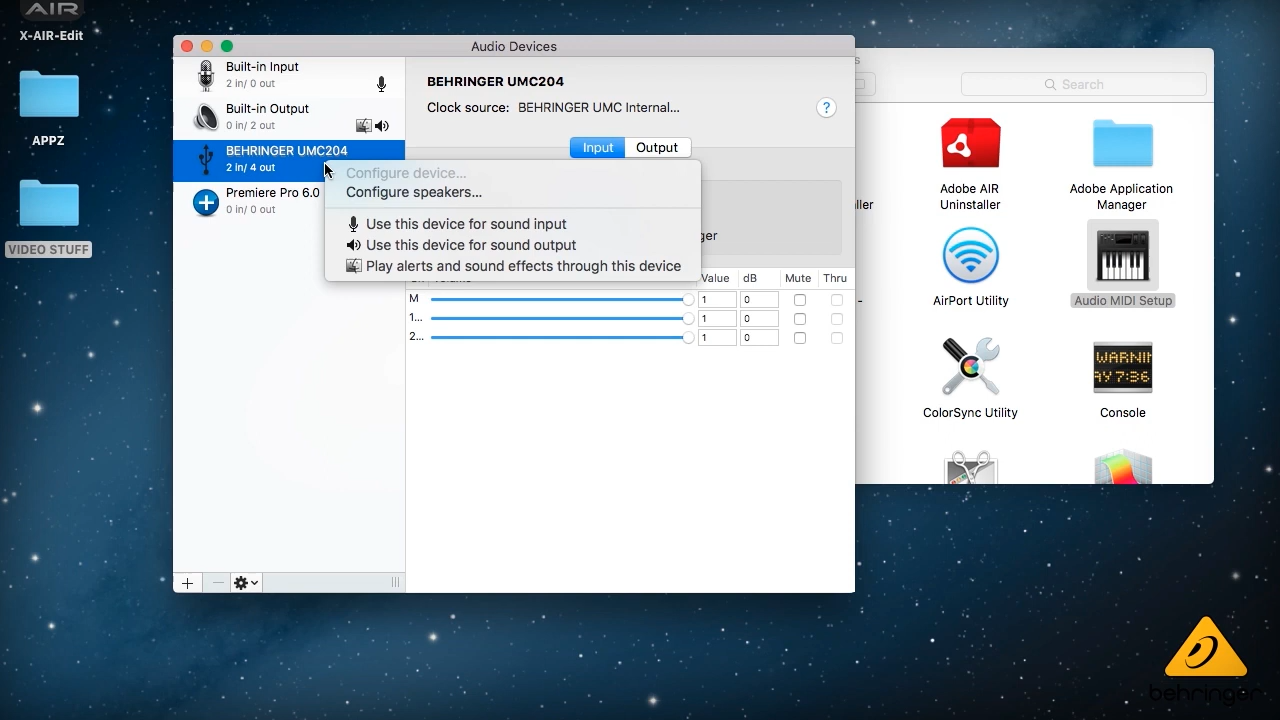 AIR
X-AIR-Edit
APPZ
VIDEO STUFF
Audio Devices
Built-in Input
2 in/ 0 out
Built-in Output
0 in/ 2 out
BEHRINGER UMC204
2 in/ 4 out
Premiere Pro 6.0
0 in/ 0 out
BEHRINGER UMC204
Clock source: BEHRINGER UMC Internal...
?
Input Output
Configure device...
Configure speakers...
Use this device for sound input
Use this device for sound output
Play alerts and sound effects through this device
ger
Value dB Mute Thru
M 1 0
1... 1 0
2... 1 0
s
Search
Adobe AIR
Uninstaller
Adobe Application
Manager
ller
AirPort Utility
Audio MIDI Setup
-
WARNIN
AY 7:36
ColorSync Utility
Console
behringer